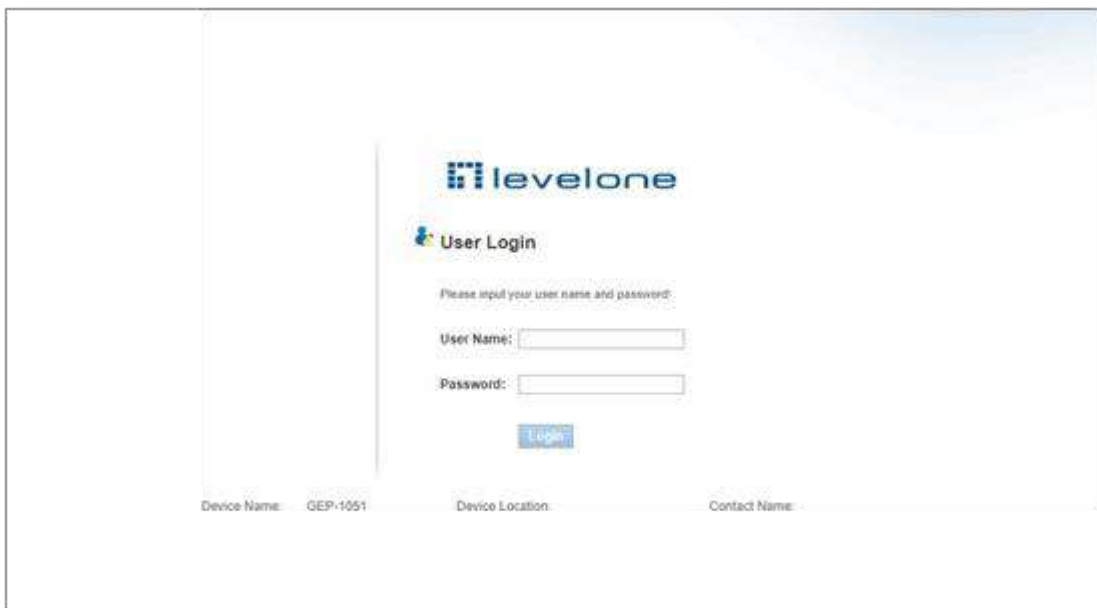 levelone
User Login
Please input your user name and password!
User Name:
Password:
Login
Device Name: GEP-1051 Device Location: Contact Name: